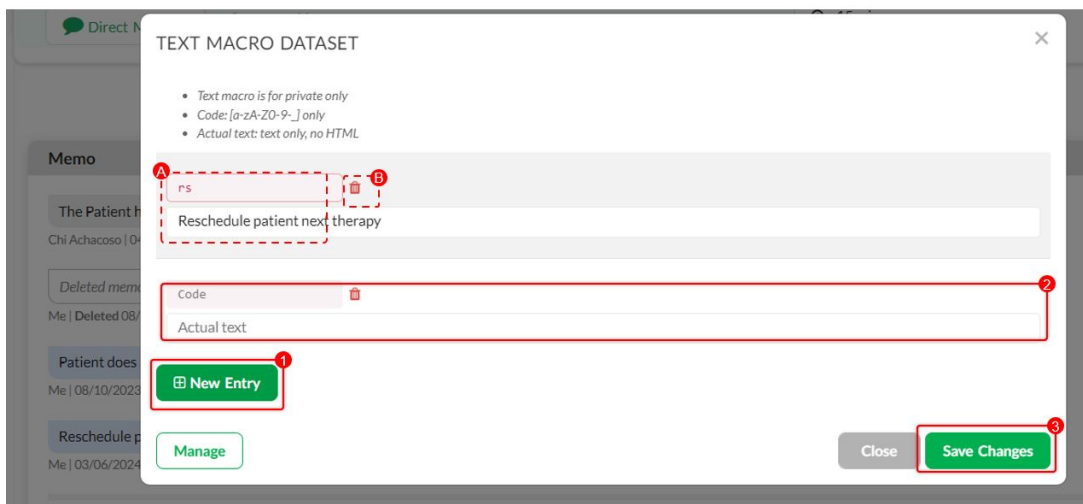 Direct M
TEXT MACRO DATASET
×
Text macro is for private only
Code: [a-zA-Z0-9-_] only
Actual text: text only, no HTML
Memo
A
B
rs
Reschedule patient next therapy
The Patient h
Chi Achacoso | 04
2
Deleted memo
Code
Me | Deleted 08/
Actual text
Patient does
1
New Entry
Me | 08/10/2023
3
Reschedule p
Manage
Close
Save Changes
Me | 03/06/2024